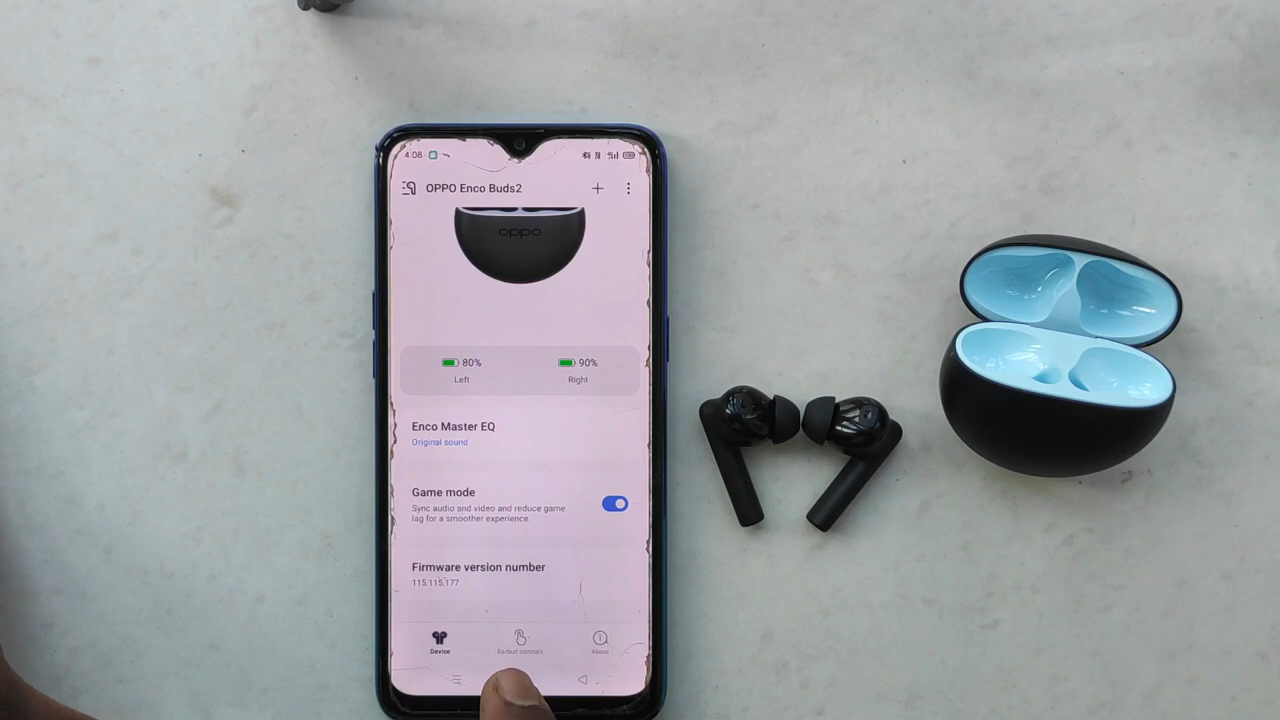 4:08
OPPO Enco Buds2
oppo
80% 90%
Left Right
Enco Master EQ
Original sound
Game mode
Sync audio and video and reduce game
lag for a smoother experience.
Firmware version number
115.115.177
Device Earbud controls About